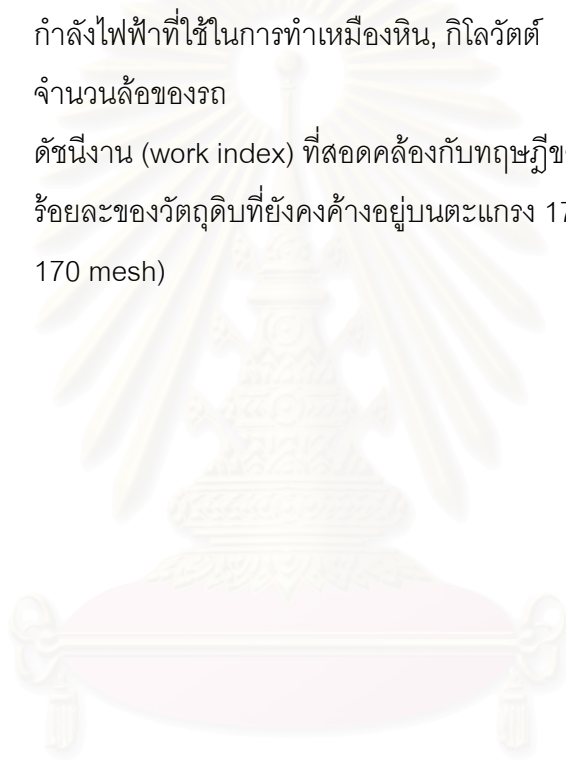 กำลังไฟฟ้าที่ใช้ในการทำเหมืองหิน, กิโลวัตต์
จำนวนล้อของรถ
ดัชนีงาน (work index) ที่สอดคล้องกับทฤษฎีข
ร้อยละของวัตถุดิบที่ยังคงค้างอยู่บนตะแกรง 17
170 mesh)